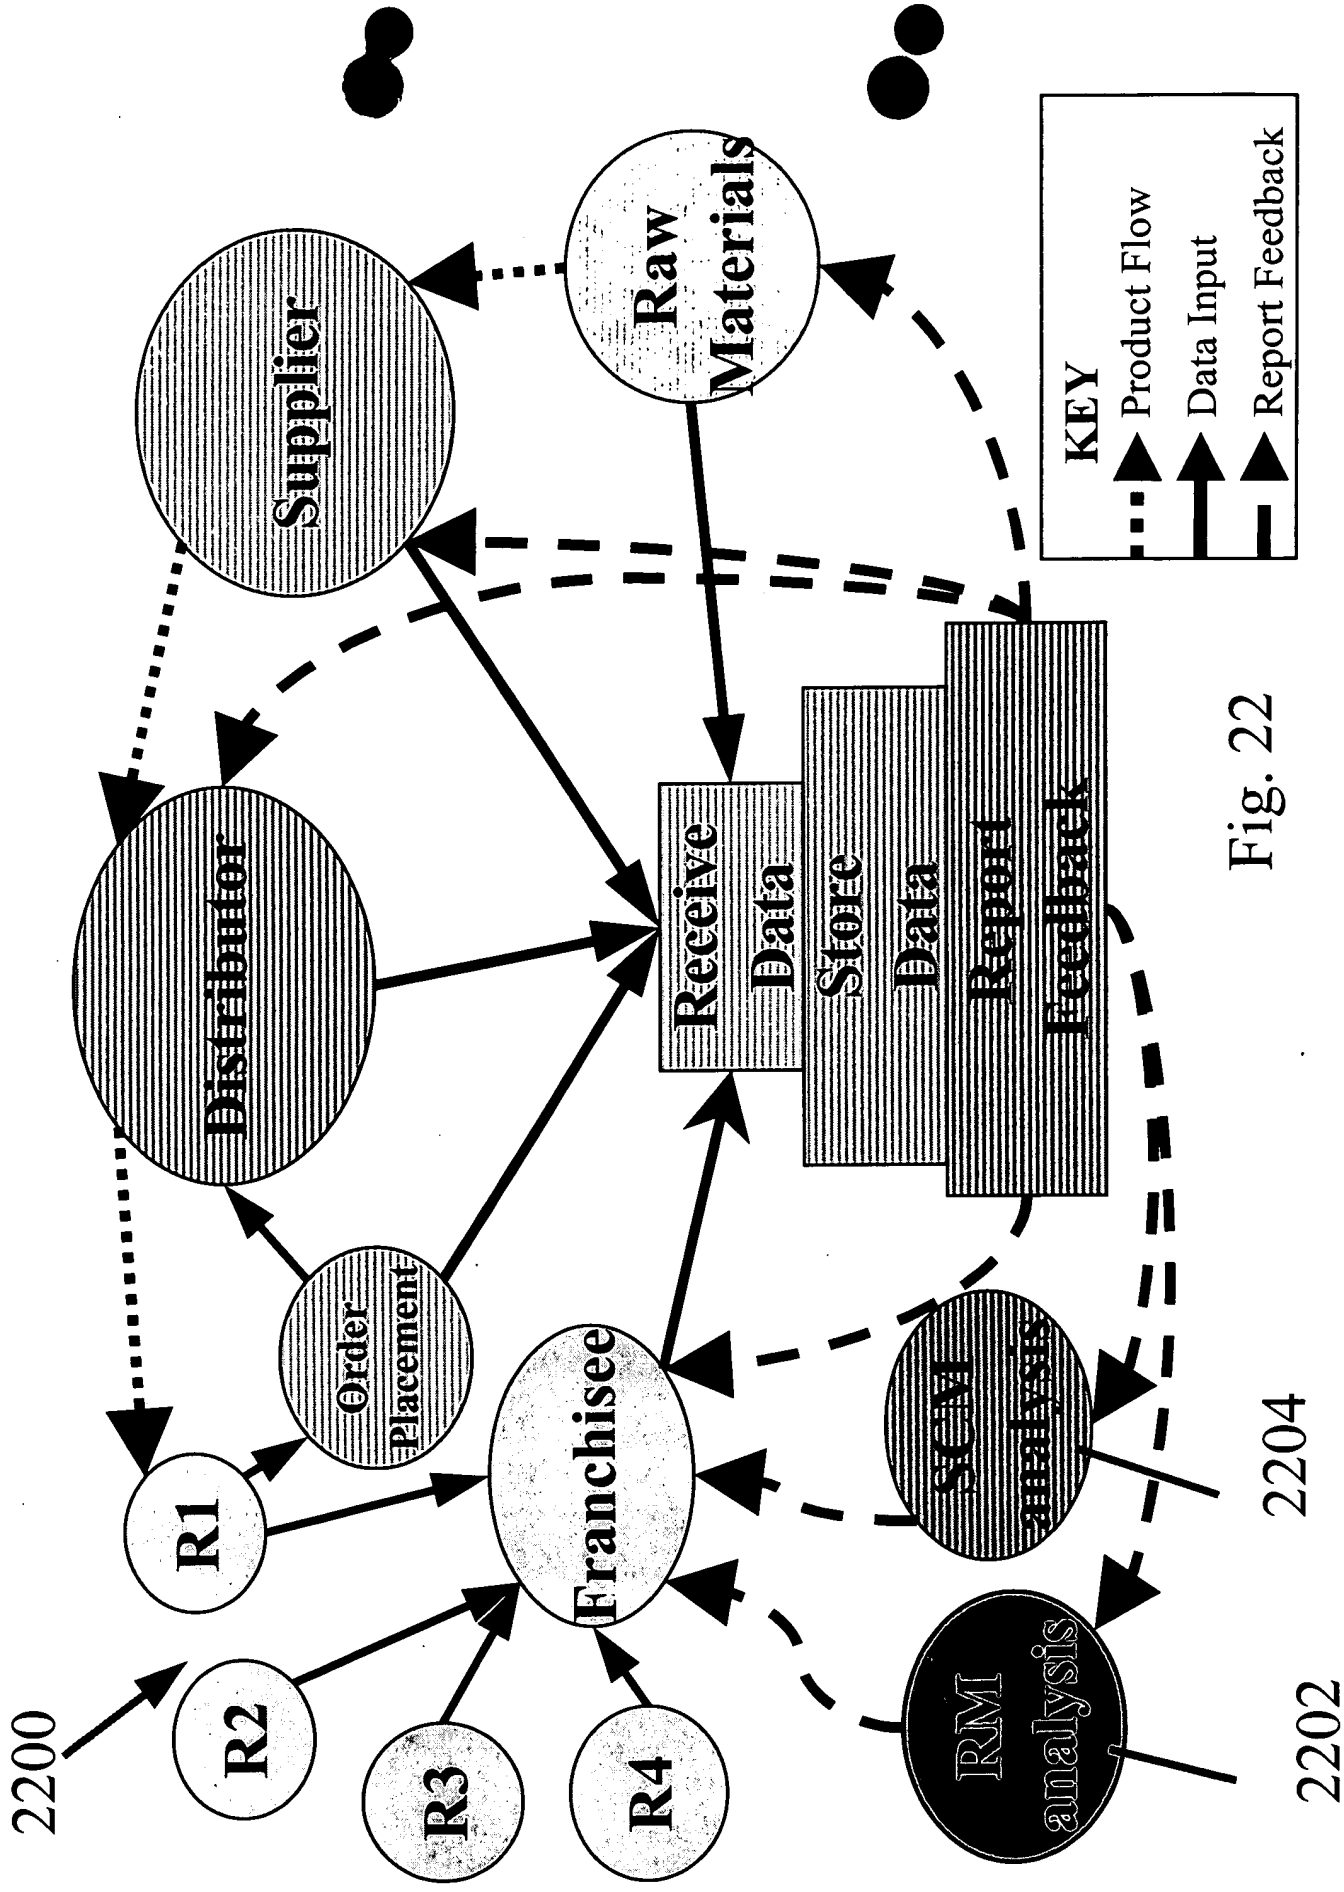 2200
R1
R2
R3
R4
Order
Placement
Distributor
Supplier
Franchisee
Raw
Materials
Receive
Data
Store
Data
Report
Feedback
RM
analysis
SCM
analysis
2202
2204
KEY
Product Flow
Data Input
Report Feedback
Fig. 22